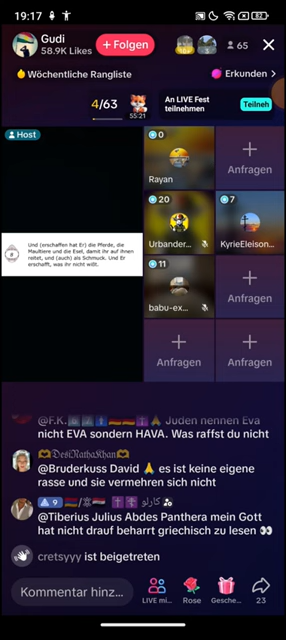 19:17
82
Gudi
58.9K Likes
+ Folgen
65
Wöchentliche Rangliste
Erkunden >
4/63
55:21
An LIVE Fest
teilnehmen
Teilneh
Host
0
Rayan
Anfragen
20
Urbander...
7
KyrieEleison...
11
babu-ex...
Anfragen
Anfragen
Anfragen
Und (erschaffen hat Er) die Pferde, die
Maultiere und die Esel, damit ihr auf ihnen
reitet, und (auch) als Schmuck. Und Er
erschafft, was ihr nicht wißt.
8
@F.K. Juden nennen Eva
nicht EVA sondern HAVA. Was raffst du nicht
𝔇𝔢𝔰𝔦ℜ𝔞𝔱𝔥𝔞𝔎𝔥𝔞𝔫
@Bruderkuss David 🙏 es ist keine eigene
rasse und sie vermehren sich nicht
9 كارلو
@Tiberius Julius Abdes Panthera mein Gott
hat nicht drauf beharrt griechisch zu lesen 👀
cretsyyy ist beigetreten
Kommentar hinz...
LIVE mi...
Rose
Gesche...
23